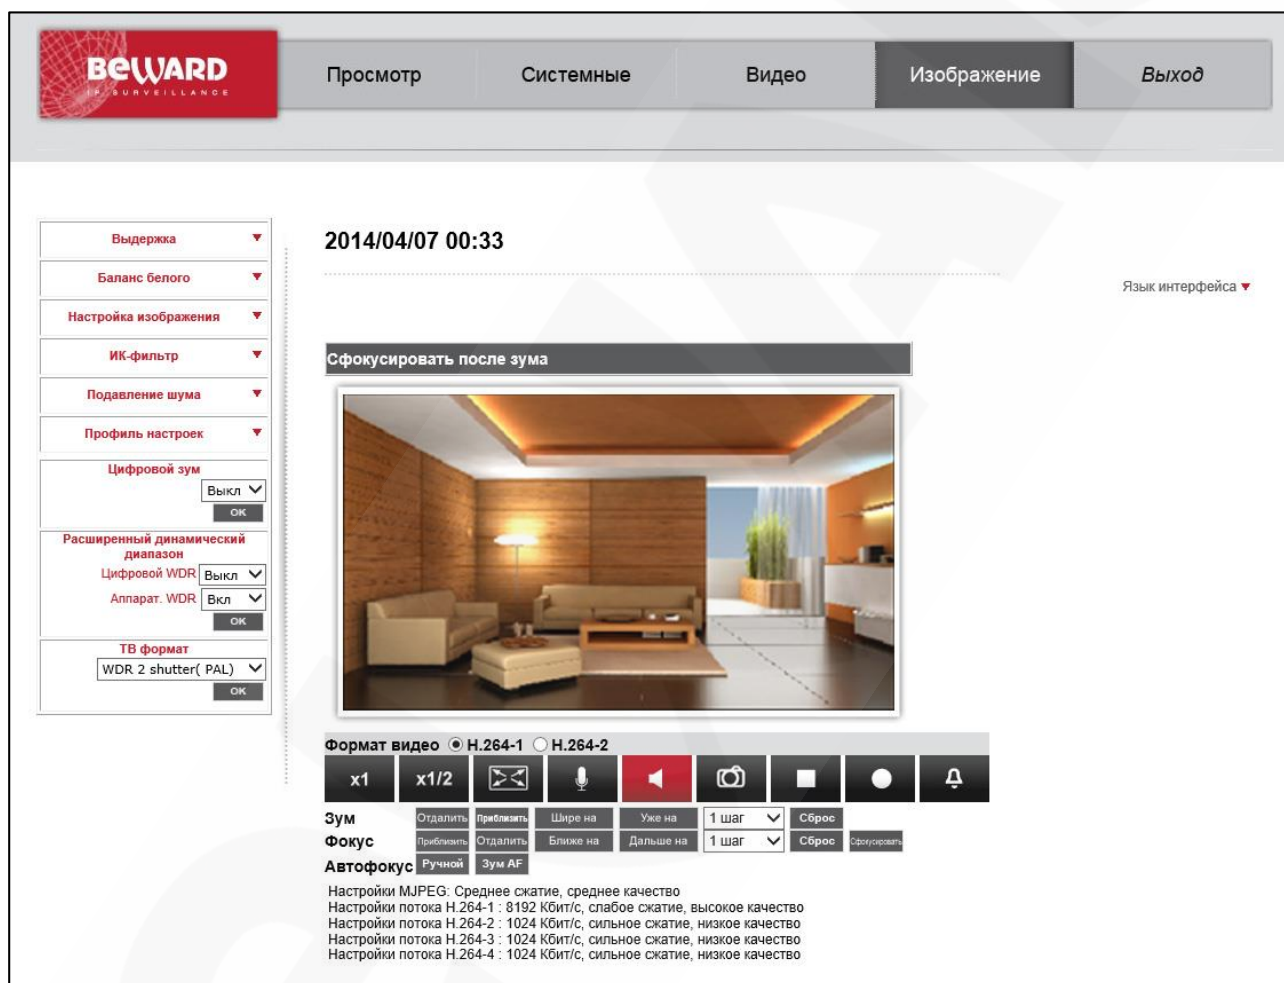 BEWARD
IP SURVEILLANCE
Просмотр
Системные
Видео
Изображение
Выход
Выдержка
Баланс белого
Настройка изображения
ИК-фильтр
Подавление шума
Профиль настроек
Цифровой зум
Выкл
ОК
Расширенный динамический
диапазон
Цифровой WDR Выкл
Аппарат. WDR Вкл
ОК
ТВ формат
WDR 2 shutter( PAL)
ОК
2014/04/07 00:33
Язык интерфейса
Сфокусировать после зума
Формат видео H.264-1 H.264-2
x1 x1/2
Зум Отдалить Приблизить Шире на Уже на 1 шаг Сброс
Фокус Приблизить Отдалить Ближе на Дальше на 1 шаг Сброс Сфокусировать
Автофокус Ручной Зум AF
Настройки MJPEG: Среднее сжатие, среднее качество
Настройки потока H.264-1 : 8192 Кбит/с, слабое сжатие, высокое качество
Настройки потока H.264-2 : 1024 Кбит/с, сильное сжатие, низкое качество
Настройки потока H.264-3 : 1024 Кбит/с, сильное сжатие, низкое качество
Настройки потока H.264-4 : 1024 Кбит/с, сильное сжатие, низкое качество